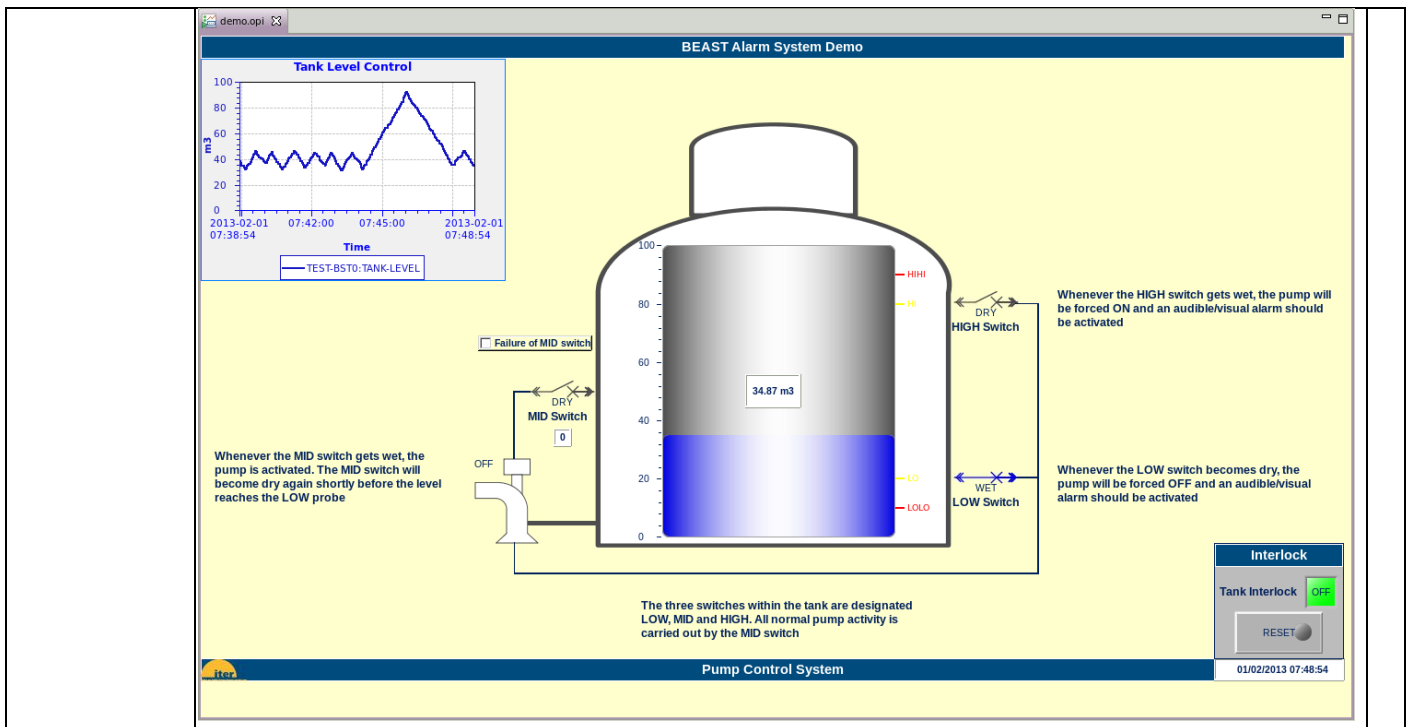 demo.opi
BEAST Alarm System Demo
Tank Level Control
100
80
60
40
20
0
m3
2013-02-01
07:38:54
07:42:00
07:45:00
2013-02-01
07:48:54
Time
TEST-BST0:TANK-LEVEL
100
80
60
40
20
0
HIHI
HI
LO
LOLO
34.87 m3
DRY
HIGH Switch
Whenever the HIGH switch gets wet, the pump will
be forced ON and an audible/visual alarm should
be activated
Failure of MID switch
DRY
MID Switch
0
Whenever the MID switch gets wet, the
pump is activated. The MID switch will
become dry again shortly before the level
reaches the LOW probe
OFF
WET
LOW Switch
Whenever the LOW switch becomes dry, the
pump will be forced OFF and an audible/visual
alarm should be activated
The three switches within the tank are designated
LOW, MID and HIGH. All normal pump activity is
carried out by the MID switch
Interlock
Tank Interlock
OFF
RESET
iter
Pump Control System
01/02/2013 07:48:54